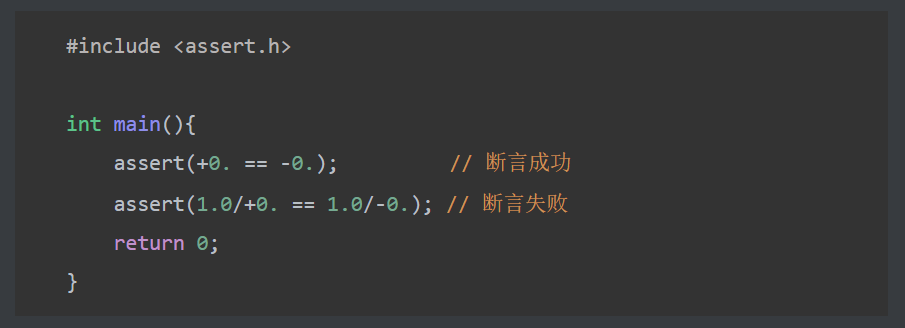 #include <assert.h>
int main(){
assert(+0. == -0.); // 断言成功
assert(1.0/+0. == 1.0/-0.); // 断言失败
return 0;
}